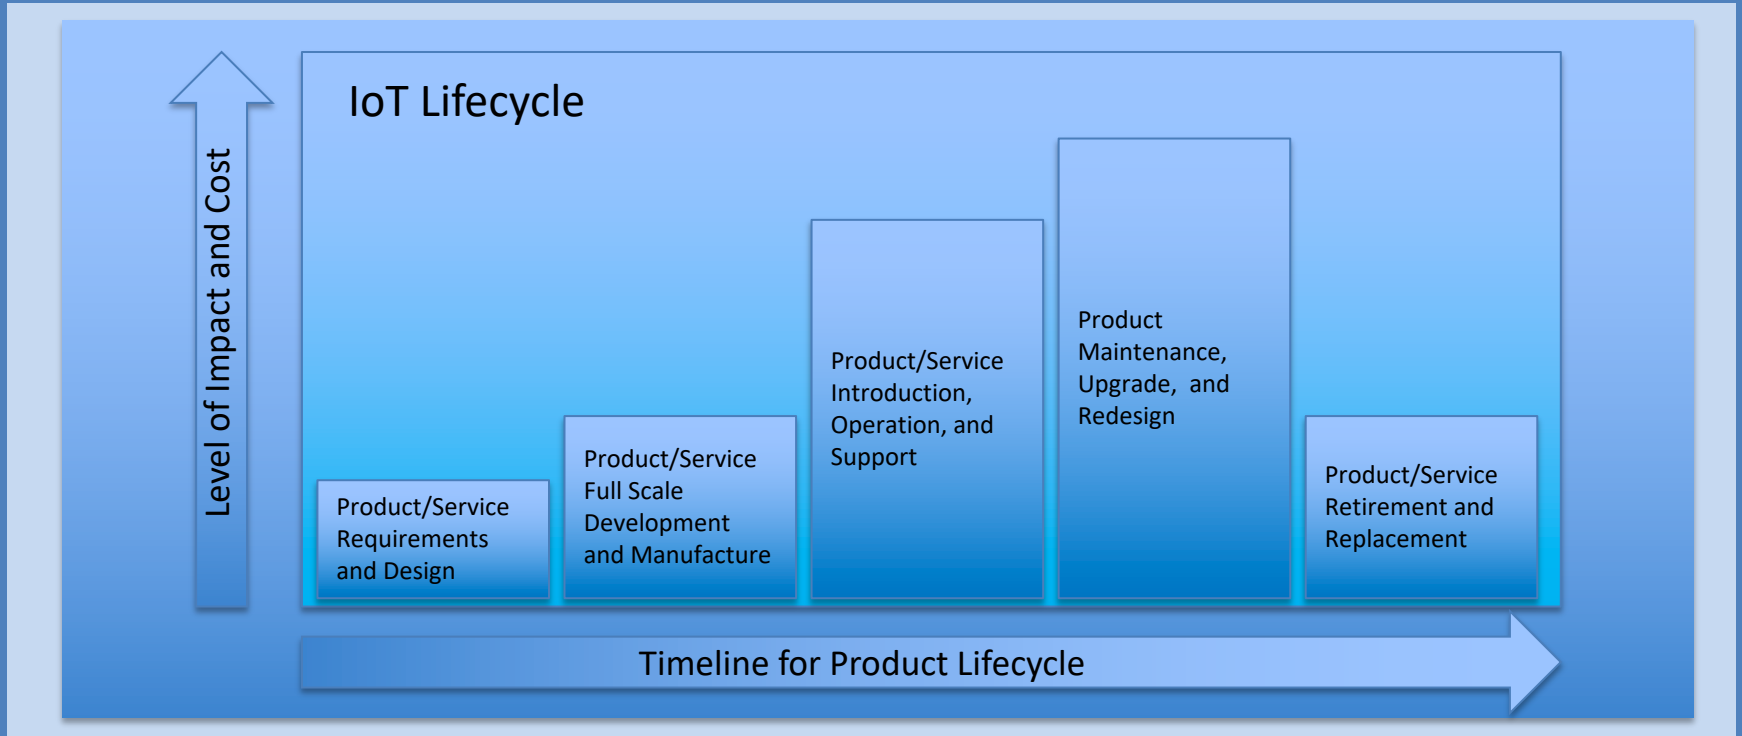 IoT Lifecycle
Level of Impact and Cost
Product/Service
Requirements
and Design
Product/Service
Full Scale
Development
and Manufacture
Product/Service
Introduction,
Operation, and
Support
Product
Maintenance,
Upgrade,  and
Redesign
Product/Service
Retirement and
Replacement
Timeline for Product Lifecycle